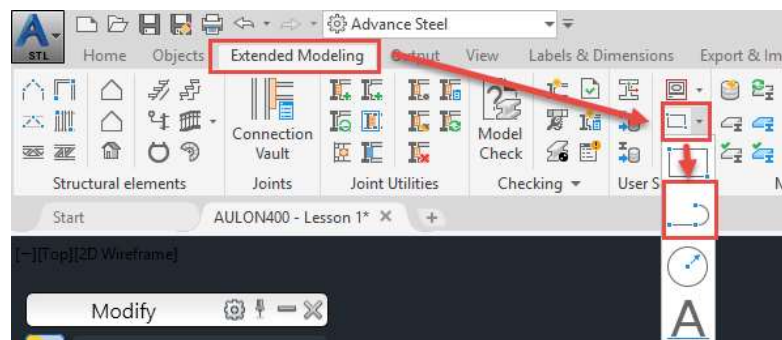 Advance Steel
STL
Home Objects Extended Modeling Output View Labels & Dimensions Export & Im
Connection
Vault
Model
Check
Structural elements Joints Joint Utilities Checking User S
Start AULON400 - Lesson 1* +
[-][Top][2D Wireframe]
Modify
A